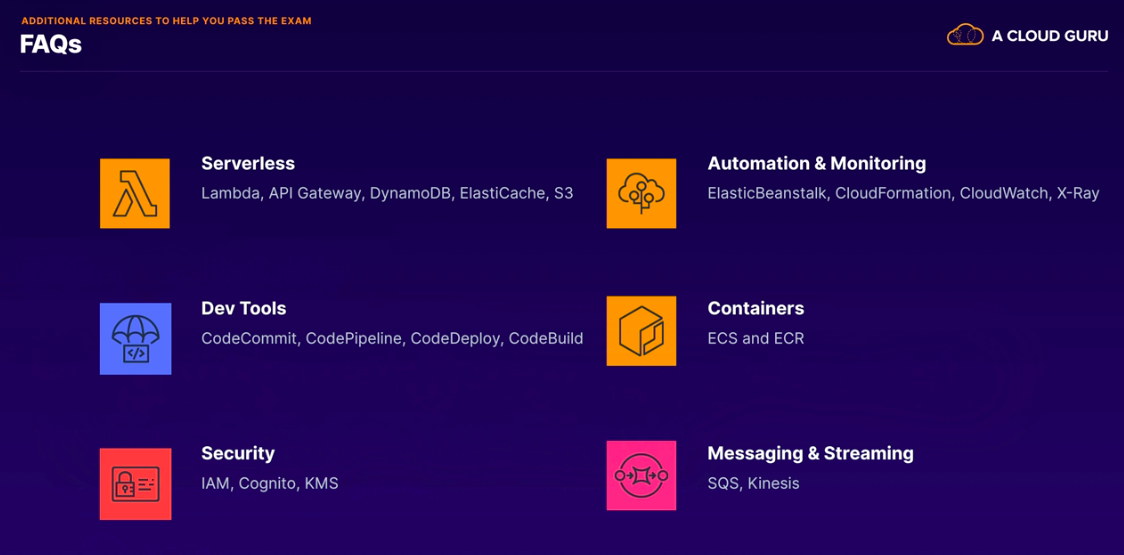 ADDITIONAL RESOURCES TO HELP YOU PASS THE EXAM
FAQs
A CLOUD GURU
Serverless
Lambda, API Gateway, DynamoDB, ElastiCache, S3
Automation & Monitoring
ElasticBeanstalk, CloudFormation, CloudWatch, X-Ray
Dev Tools
CodeCommit, CodePipeline, CodeDeploy, CodeBuild
Containers
ECS and ECR
Security
IAM, Cognito, KMS
Messaging & Streaming
SQS, Kinesis